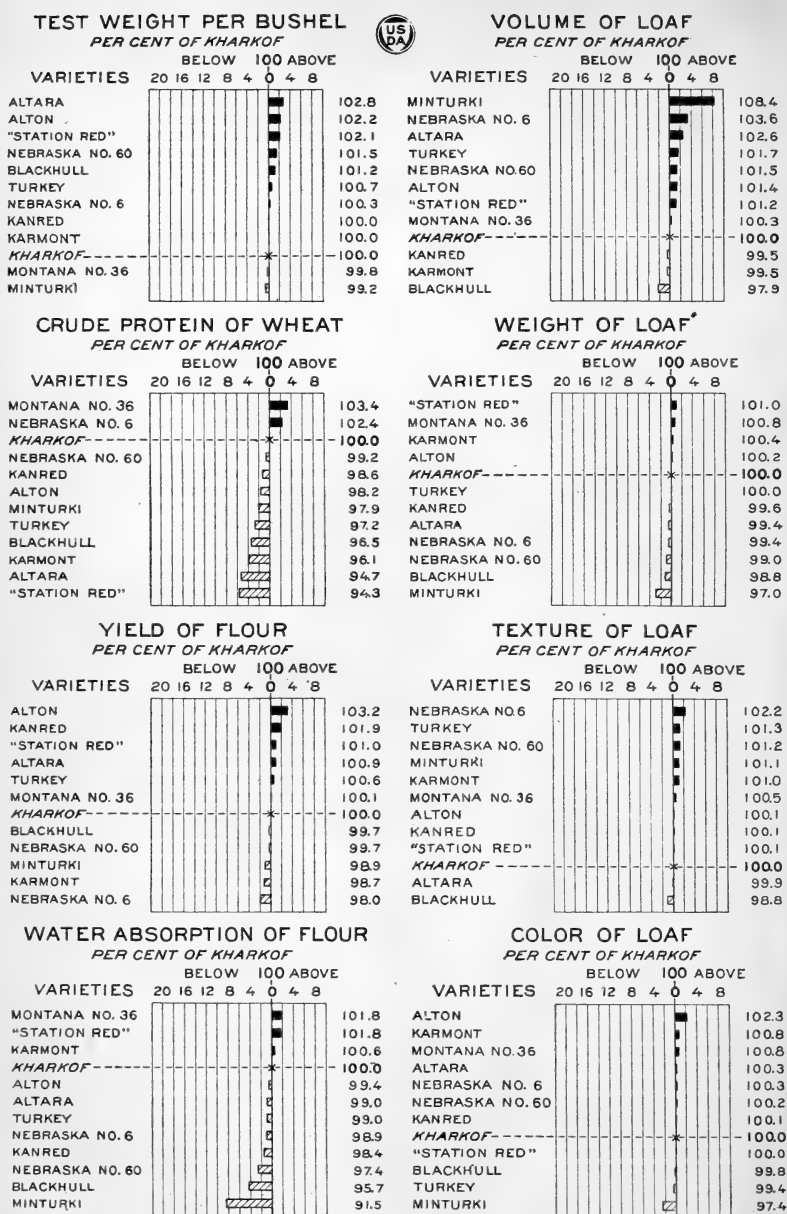 TEST WEIGHT PER BUSHEL
PER CENT OF KHARKOF
BELOW 100 ABOVE
VARIETIES 20 16 12 8 4 0 4 8
ALTARA 102.8
ALTON 102.2
"STATION RED" 102.1
NEBRASKA NO. 60 101.5
BLACKHULL 101.2
TURKEY 100.7
NEBRASKA NO. 6 100.3
KANRED 100.0
KARMONT 100.0
KHARKOF 100.0
MONTANA NO. 36 99.8
MINTURKI 99.2
US
DA
VOLUME OF LOAF
PER CENT OF KHARKOF
BELOW 100 ABOVE
VARIETIES 20 16 12 8 4 0 4 8
MINTURKI 108.4
NEBRASKA NO. 6 103.6
ALTARA 102.6
TURKEY 101.7
NEBRASKA NO.60 101.5
ALTON 101.4
"STATION RED" 101.2
MONTANA NO. 36 100.3
KHARKOF 100.0
KANRED 99.5
KARMONT 99.5
BLACKHULL 97.9
CRUDE PROTEIN OF WHEAT
PER CENT OF KHARKOF
BELOW 100 ABOVE
VARIETIES 20 16 12 8 4 0 4 8
MONTANA NO. 36 103.4
NEBRASKA NO. 6 102.4
KHARKOF 100.0
NEBRASKA NO. 60 99.2
KANRED 98.6
ALTON 98.2
MINTURKI 97.9
TURKEY 97.2
BLACKHULL 96.5
KARMONT 96.1
ALTARA 94.7
"STATION RED" 94.3
WEIGHT OF LOAF
PER CENT OF KHARKOF
BELOW 100 ABOVE
VARIETIES 20 16 12 8 4 0 4 8
"STATION RED" 101.0
MONTANA NO. 36 100.8
KARMONT 100.4
ALTON 100.2
KHARKOF 100.0
TURKEY 100.0
KANRED 99.6
ALTARA 99.4
NEBRASKA NO. 6 99.4
NEBRASKA NO. 60 99.0
BLACKHULL 98.8
MINTURKI 97.0
YIELD OF FLOUR
PER CENT OF KHARKOF
BELOW 100 ABOVE
VARIETIES 20 16 12 8 4 0 4 8
ALTON 103.2
KANRED 101.9
"STATION RED" 101.0
ALTARA 100.9
TURKEY 100.6
MONTANA NO. 36 100.1
KHARKOF 100.0
BLACKHULL 99.7
NEBRASKA NO. 60 99.7
MINTURKI 98.9
KARMONT 98.7
NEBRASKA NO. 6 98.0
TEXTURE OF LOAF
PER CENT OF KHARKOF
BELOW 100 ABOVE
VARIETIES 20 16 12 8 4 0 4 8
NEBRASKA NO.6 102.2
TURKEY 101.3
NEBRASKA NO. 60 101.2
MINTURKI 101.1
KARMONT 101.0
MONTANA NO. 36 100.5
ALTON 100.1
KANRED 100.1
"STATION RED" 100.1
KHARKOF 100.0
ALTARA 99.9
BLACKHULL 98.8
WATER ABSORPTION OF FLOUR
PER CENT OF KHARKOF
BELOW 100 ABOVE
VARIETIES 20 16 12 8 4 0 4 8
MONTANA NO. 36 101.8
"STATION RED" 101.8
KARMONT 100.6
KHARKOF 100.0
ALTON 99.4
ALTARA 99.0
TURKEY 99.0
NEBRASKA NO. 6 98.9
KANRED 98.4
NEBRASKA NO. 60 97.4
BLACKHULL 95.7
MINTURKI 91.5
COLOR OF LOAF
PER CENT OF KHARKOF
BELOW 100 ABOVE
VARIETIES 20 16 12 8 4 0 4 8
ALTON 102.3
KARMONT 100.8
MONTANA NO.36 100.8
ALTARA 100.3
NEBRASKA NO. 6 100.3
NEBRASKA NO. 60 100.2
KANRED 100.1
KHARKOF 100.0
"STATION RED" 100.0
BLACKHULL 99.8
TURKEY 99.4
MINTURKI 97.4